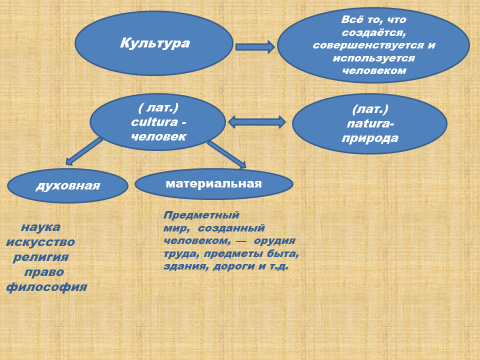 Культура
Всё то, что
создаётся,
совершенствуется и
используется
человеком
( лат.)
cultura -
человек
(лат.)
natura-
природа
духовная
материальная
наука
искусство
религия
право
философия
Предметный
мир, созданный
человеком, — орудия
труда, предметы быта,
здания, дороги и т.д.